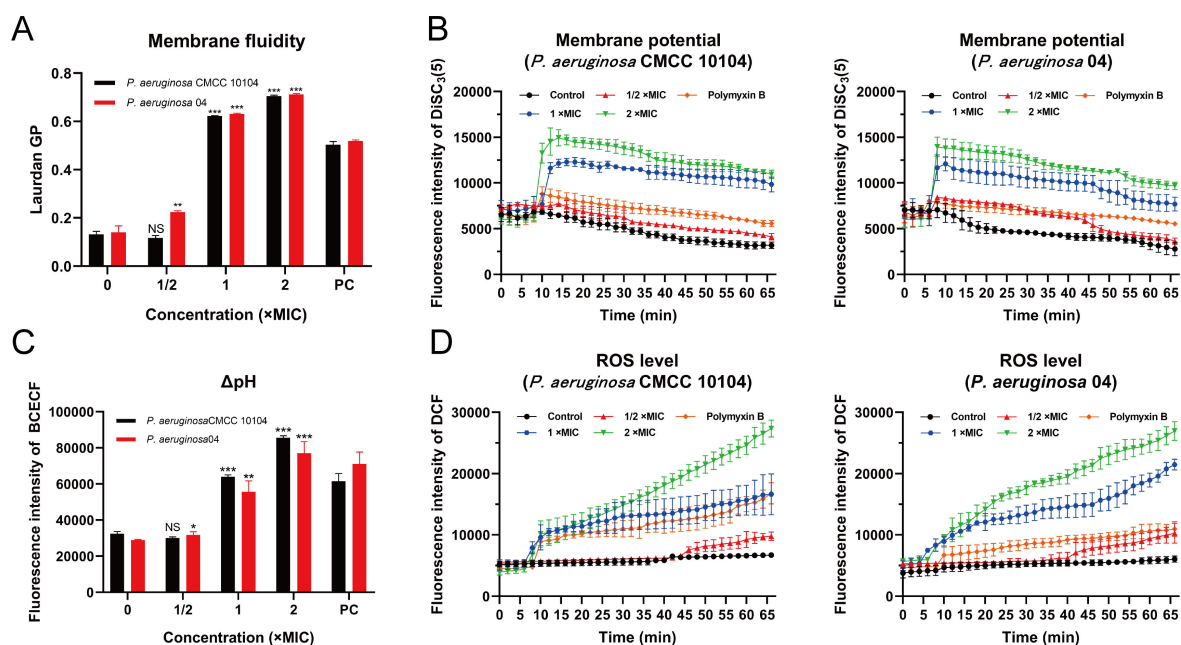 A
Membrane fluidity
P. aeruginosa CMCC 10104
P. aeruginosa 04
Laurdan GP
0.8
0.6
0.4
0.2
0.0
NS
**
***
***
***
***
0
1/2
1
2
PC
Concentration (×MIC)
B
Membrane potential
(P. aeruginosa CMCC 10104)
Control
1/2 ×MIC
Polymyxin B
1 ×MIC
2 ×MIC
Fluorescence intensity of DiSC₃(5)
20000
15000
10000
5000
0
0 5 10 15 20 25 30 35 40 45 50 55 60 65
Time (min)
Membrane potential
(P. aeruginosa 04)
Control
1/2 ×MIC
Polymyxin B
1 ×MIC
2 ×MIC
Fluorescence intensity of DiSC₃(5)
20000
15000
10000
5000
0
0 5 10 15 20 25 30 35 40 45 50 55 60 65
Time (min)
C
ΔpH
P. aeruginosaCMCC 10104
P. aeruginosa04
Fluorescence intensity of BCECF
100000
80000
60000
40000
20000
0
NS
*
***
**
***
***
0
1/2
1
2
PC
Concentration (×MIC)
D
ROS level
(P. aeruginosa CMCC 10104)
Control
1/2 ×MIC
Polymyxin B
1 ×MIC
2 ×MIC
Fluorescence intensity of DCF
30000
20000
10000
0
0 5 10 15 20 25 30 35 40 45 50 55 60 65
Time (min)
ROS level
(P. aeruginosa 04)
Control
1/2 ×MIC
Polymyxin B
1 ×MIC
2 ×MIC
Fluorescence intensity of DCF
30000
20000
10000
0
0 5 10 15 20 25 30 35 40 45 50 55 60 65
Time (min)